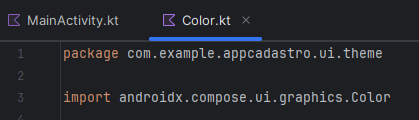 MainActivity.kt Color.kt
1 package com.example.appcadastro.ui.theme
2
3 import androidx.compose.ui.graphics.Color